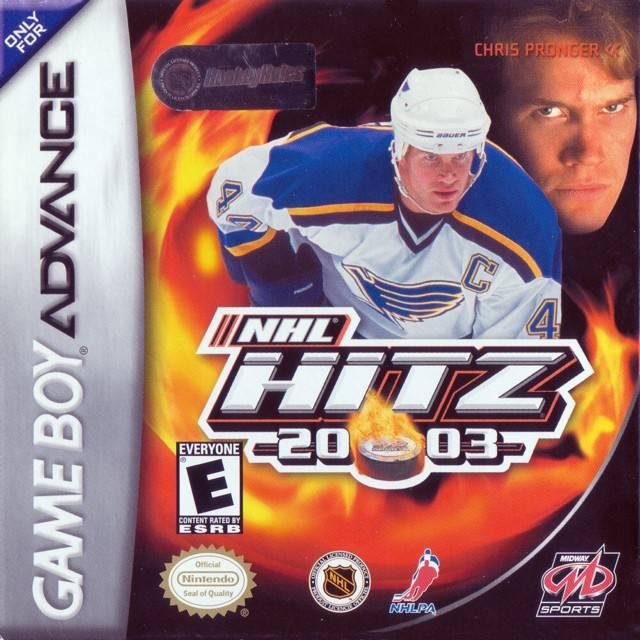 ONLY
FOR
GAME BOY ADVANCE
CHRIS PRONGER <<
BAUER
4
C
4
NHL
HITZ
20 03
EVERYONE
E
CONTENT RATED BY
ESRB
Official
Nintendo
Seal of Quality
NHL
NHLPA
MIDWAY
SPORTS